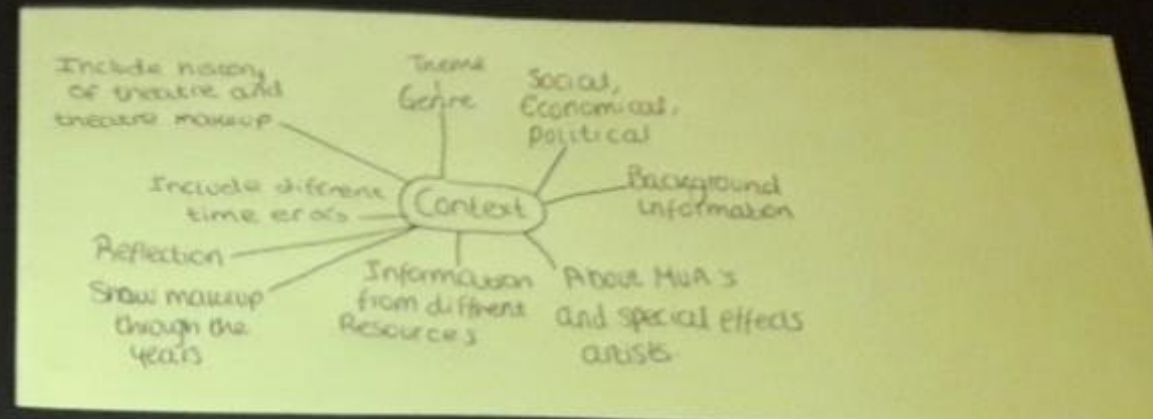 Include history
of theatre and
theatre makeup
Theme
Genre
Social,
Economical,
political
Background
information
Context
Include different
time eras
Reflection
Show makeup
through the
years
Information
from diffrent
Resources
About MUA's
and special effects
artists